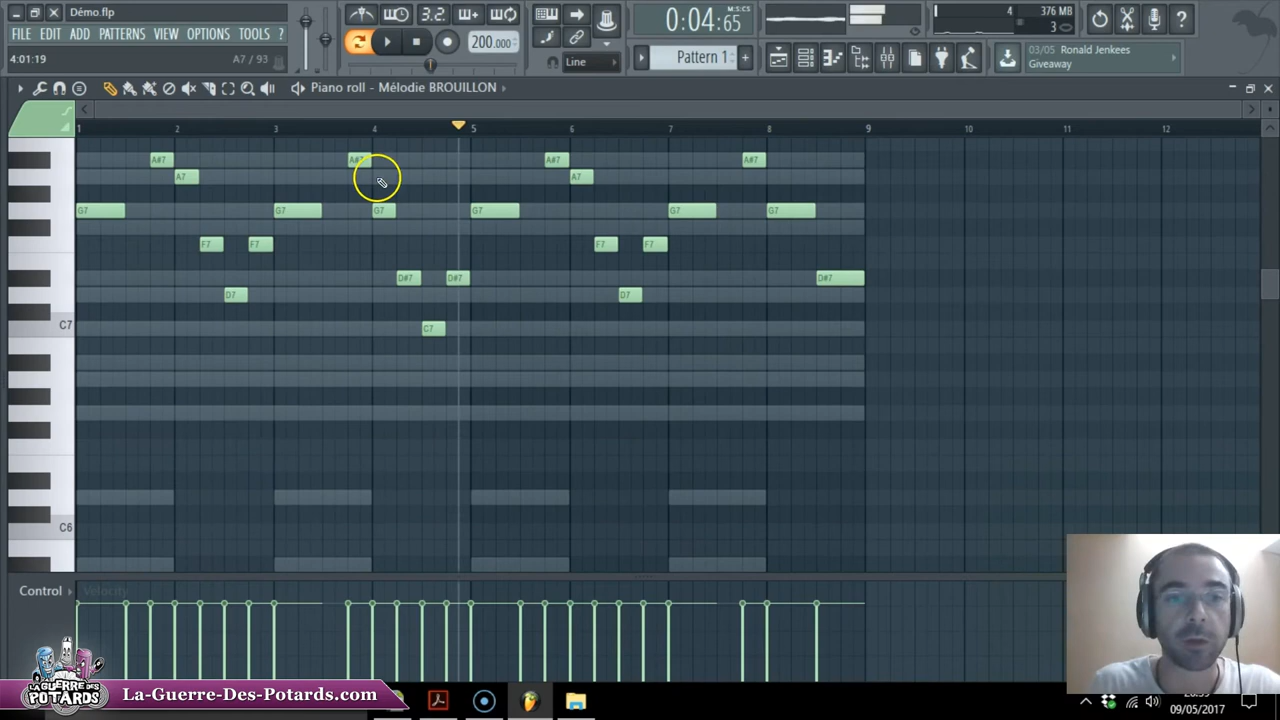 Démo.flp
FILE EDIT ADD PATTERNS VIEW OPTIONS TOOLS ?
4:01:19 A7 / 93
3.2.
200.000
0:04:65
M:S:CS
Line
Pattern 1
4
376 MB
3
03/05 Ronald Jenkees
Giveaway
Piano roll - Mélodie BROUILLON
1 2 3 4 5 6 7 8 9 10 11 12
A#7 A#7 A#7 A#7
A7 A7
G7 G7 G7 G7 G7 G7
F7 F7 F7 F7
D#7 D#7 D#7
D7 D7
C7 C7
C6
Control Velocity
LA GUERRE DES
POTARDS
La-Guerre-Des-Potards.com
09/05/2017